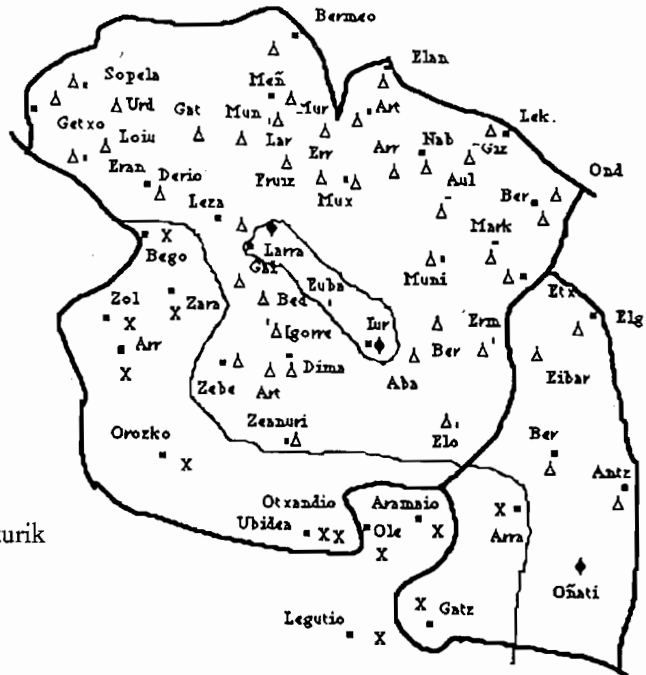 Bermeo
Elan
Sopela
Meñ
Urd
Gat
Mun
Mur
Art
Lek.
Getxo
Loiu
Lar
Err
Nab
Giz
Arr
Ond
Eran
Derio
Fruiz
Mux
Aul
Leza
Ber
Mark
Bego
Larra
Gal
Muni
Etx
Zol
Zara
Bed
Euba
Elg
Arr
Igorre
Iur
Erm
Zebe
Dima
Ber
Eibar
Art
Aba
Orozko
Zeanuri
Elo
Ber
Antz
Otxandio
Aramaio
urik
Ubidea
Ole
Arra
Oñati
Legutio
Gatz
X
X
X
X
X
X
X
X
X
X
X
X